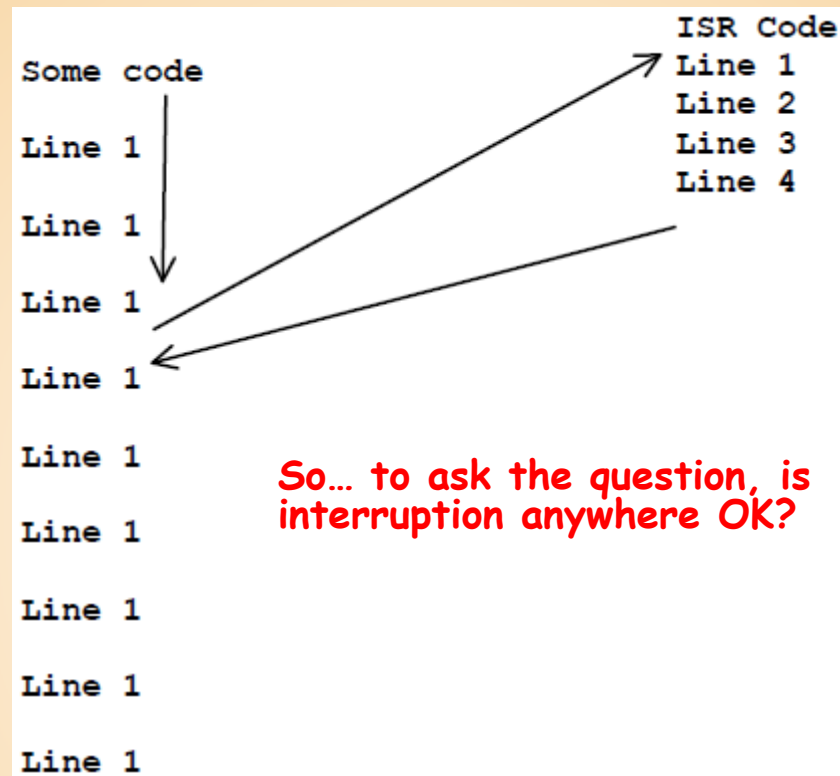 Some code
Line 1
Line 1
Line 1
Line 1
Line 1
Line 1
Line 1
Line 1
Line 1
ISR Code
Line 1
Line 2
Line 3
Line 4
So... to ask the question, is
interruption anywhere OK?